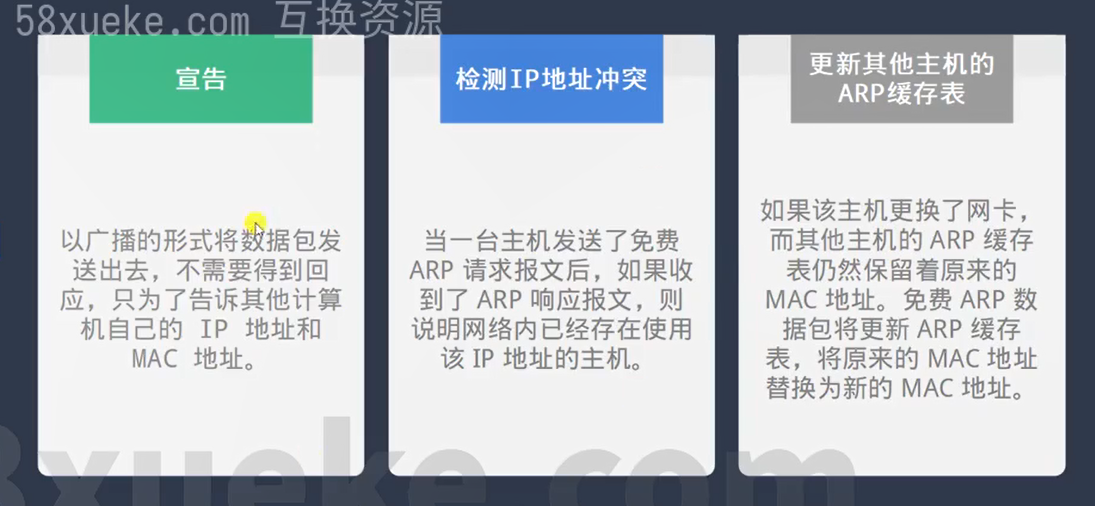 58xueke.com 互换资源
宣告
以广播的形式将数据包发
送出去，不需要得到回
应，只为了告诉其他计算
机自己的 IP 地址和
MAC 地址。
检测IP地址冲突
当一台主机发送了免费
ARP 请求报文后，如果收
到了 ARP 响应报文，则
说明网络内已经存在使用
该 IP 地址的主机。
更新其他主机的
ARP缓存表
如果该主机更换了网卡，
而其他主机的 ARP 缓存
表仍然保留着原来的
MAC 地址。免费 ARP 数
据包将更新 ARP 缓存
表，将原来的 MAC 地址
替换为新的 MAC 地址。
8xueke.com